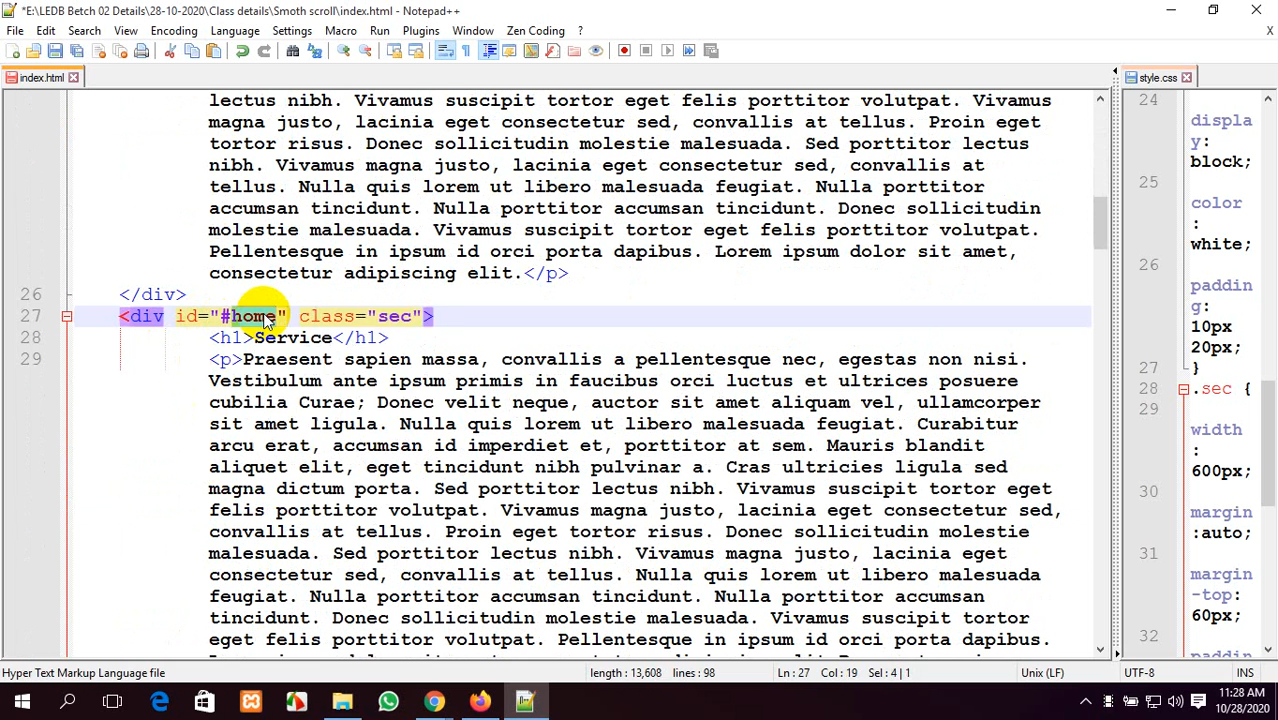 *E:\LEDB Betch 02 Details\28-10-2020\Class details\Smoth scroll\index.html - Notepad++
File Edit Search View Encoding Language Settings Macro Run Plugins Window Zen Coding ? X
index.html
style.css
lectus nibh. Vivamus suscipit tortor eget felis porttitor volutpat. Vivamus
magna justo, lacinia eget consectetur sed, convallis at tellus. Proin eget
tortor risus. Donec sollicitudin molestie malesuada. Sed porttitor lectus
nibh. Vivamus magna justo, lacinia eget consectetur sed, convallis at
tellus. Nulla quis lorem ut libero malesuada feugiat. Nulla porttitor
accumsan tincidunt. Nulla porttitor accumsan tincidunt. Donec sollicitudin
molestie malesuada. Vivamus suscipit tortor eget felis porttitor volutpat.
Pellentesque in ipsum id orci porta dapibus. Lorem ipsum dolor sit amet,
consectetur adipiscing elit.</p>
26 </div>
27 <div id="#home" class="sec">
28 <h1>Service</h1>
29 <p>Praesent sapien massa, convallis a pellentesque nec, egestas non nisi.
Vestibulum ante ipsum primis in faucibus orci luctus et ultrices posuere
cubilia Curae; Donec velit neque, auctor sit amet aliquam vel, ullamcorper
sit amet ligula. Nulla quis lorem ut libero malesuada feugiat. Curabitur
arcu erat, accumsan id imperdiet et, porttitor at sem. Mauris blandit
aliquet elit, eget tincidunt nibh pulvinar a. Cras ultricies ligula sed
magna dictum porta. Sed porttitor lectus nibh. Vivamus suscipit tortor eget
felis porttitor volutpat. Vivamus magna justo, lacinia eget consectetur sed,
convallis at tellus. Proin eget tortor risus. Donec sollicitudin molestie
malesuada. Sed porttitor lectus nibh. Vivamus magna justo, lacinia eget
consectetur sed, convallis at tellus. Nulla quis lorem ut libero malesuada
feugiat. Nulla porttitor accumsan tincidunt. Nulla porttitor accumsan
tincidunt. Donec sollicitudin molestie malesuada. Vivamus suscipit tortor
eget felis porttitor volutpat. Pellentesque in ipsum id orci porta dapibus.
24
displa
y:
block;
25
color
:
white;
26
paddin
g:
10px
20px;
27 }
28 .sec {
29
width
:
600px;
30
margin
:auto;
31
margin
-top:
60px;
32
Hyper Text Markup Language file length : 13,608 lines : 98 Ln : 27 Col : 19 Sel : 4 | 1 Unix (LF) UTF-8 INS
11:28 AM
10/28/2020